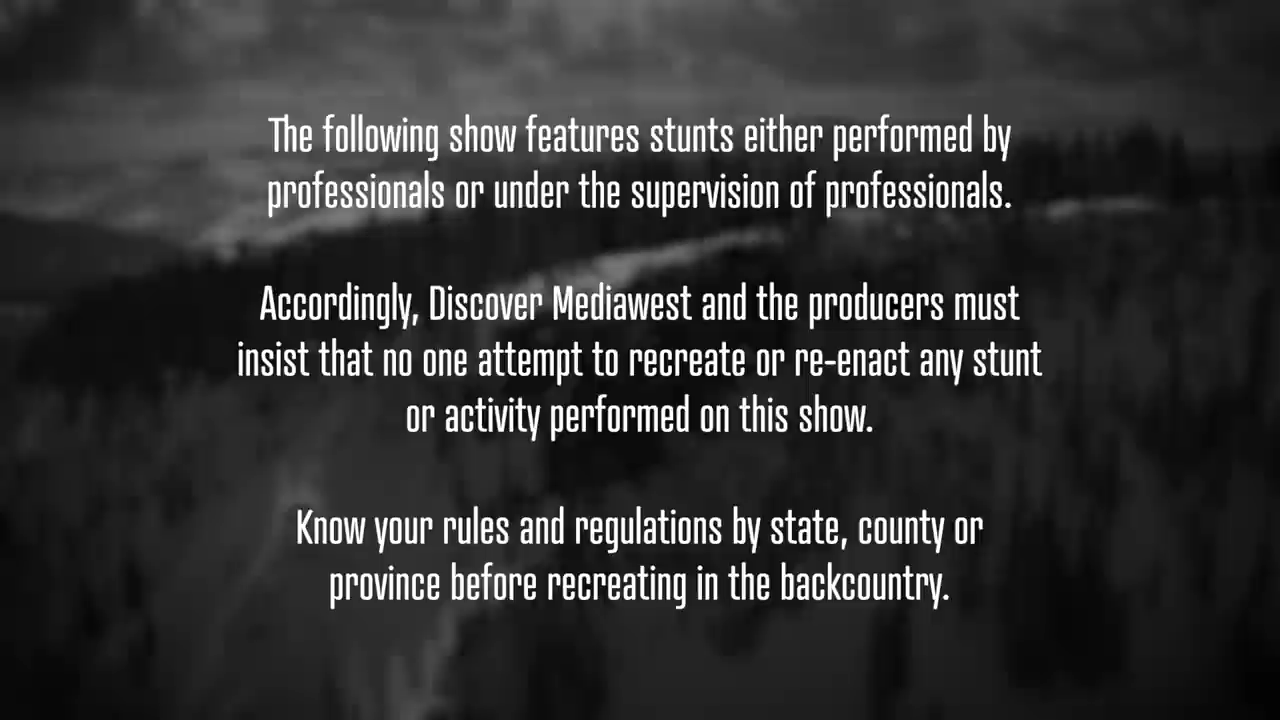 The following show features stunts either performed by
professionals or under the supervision of professionals.
Accordingly, Discover Mediawest and the producers must
insist that no one attempt to recreate or re-enact any stunt
or activity performed on this show.
Know your rules and regulations by state, county or
province before recreating in the backcountry.